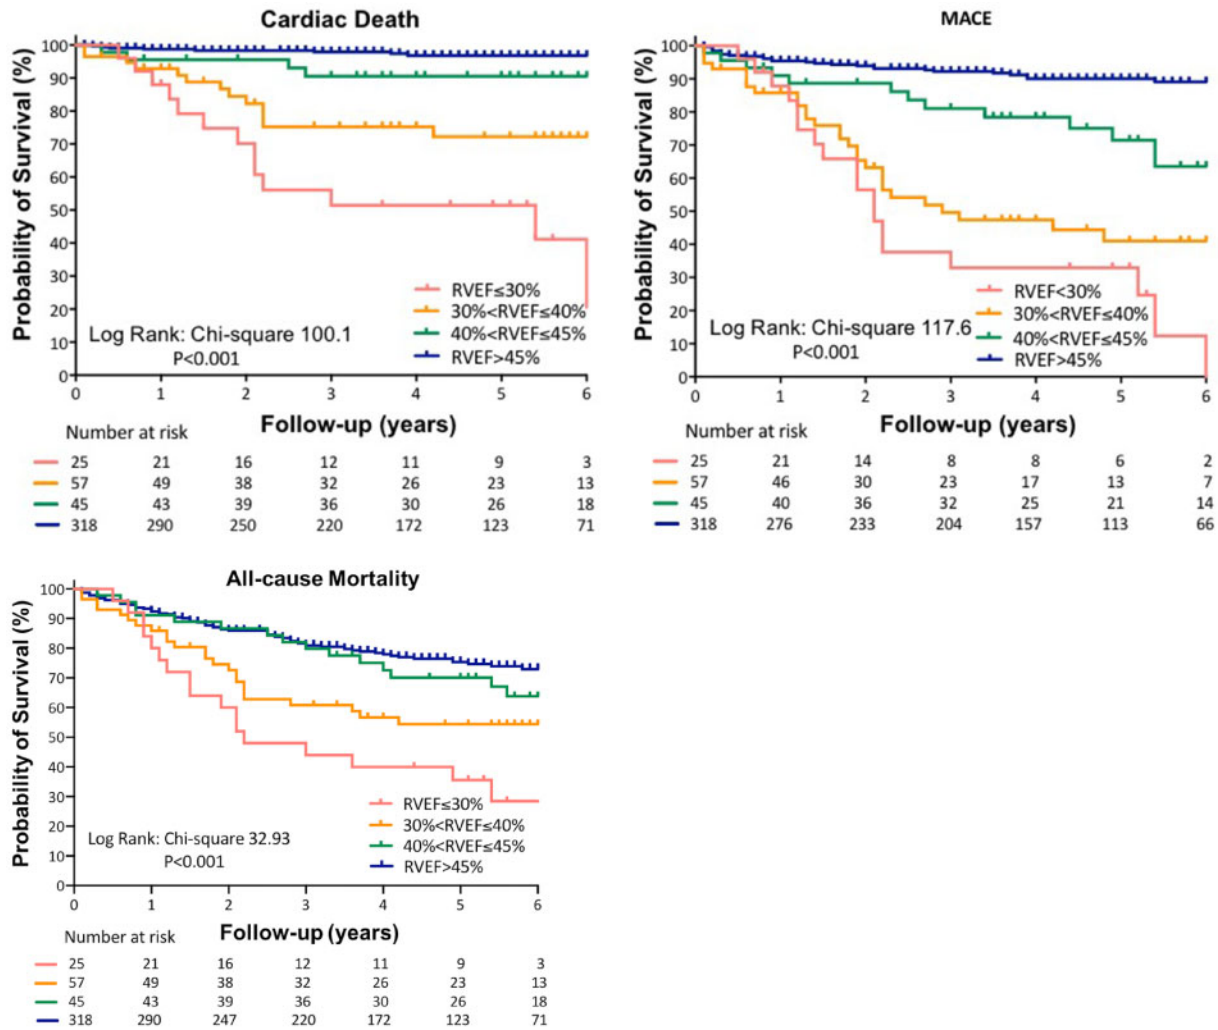 Cardiac Death
Probability of Survival (%)
100
90
80
70
60
50
40
30
20
10
0
RVEF≤30%
30%<RVEF≤40%
40%<RVEF≤45%
RVEF>45%
Log Rank: Chi-square 100.1
P<0.001
0 1 2 3 4 5 6
Follow-up (years)
Number at risk
25 21 16 12 11 9 3
57 49 38 32 26 23 13
45 43 39 36 30 26 18
318 290 250 220 172 123 71
MACE
Probability of Survival (%)
100
90
80
70
60
50
40
30
20
10
0
RVEF<30%
30%<RVEF≤40%
40%<RVEF≤45%
RVEF>45%
Log Rank: Chi-square 117.6
P<0.001
0 1 2 3 4 5 6
Follow-up (years)
Number at risk
25 21 14 8 8 6 2
57 46 30 23 17 13 7
45 40 36 32 25 21 14
318 276 233 204 157 113 66
All-cause Mortality
Probability of Survival (%)
100
90
80
70
60
50
40
30
20
10
0
RVEF≤30%
30%<RVEF≤40%
40%<RVEF≤45%
RVEF>45%
Log Rank: Chi-square 32.93
P<0.001
0 1 2 3 4 5 6
Follow-up (years)
Number at risk
25 21 16 12 11 9 3
57 49 38 32 26 23 13
45 43 39 36 30 26 18
318 290 247 220 172 123 71